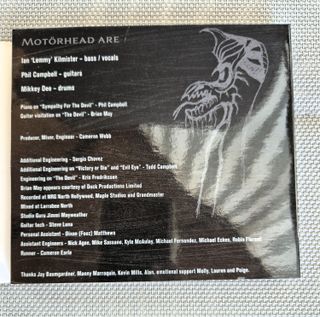 MOTÖRHEAD ARE
Ian 'Lemmy' Kilmister - bass / vocals
Phil Campbell - guitars
Mikkey Dee - drums
Piano on "Sympathy For The Devil" - Phil Campbell
Guitar visitation on "The Devil" - Brian May
Producer, Mixer, Engineer - Cameron Webb
Additional Engineering - Sergio Chavez
Additional Engineering on "Victory or Die" and "Evil Eye" - Todd Campbell
Engineering on "The Devil" - Kris Fredriksson
Brian May appears courtesy of Duck Productions Limited
Recorded at NRG North Hollywood, Maple Studios and Grandmaster
Mixed at Larraben North
Studio Guru Jimmi Mayweather
Guitar tech - Steve Luna
Personal Assistant - Dixon (Fooz) Matthews
Assistant Engineers - Nick Agee, Mike Sassano, Kyle McAulay, Michael Fernandez, Michael Eckes, Robin Florent
Runner - Cameron Earle
Thanks Jay Baumgardner, Manny Marroquin, Kevin Mills, Alan, emotional support Molly, Lauren and Paige.